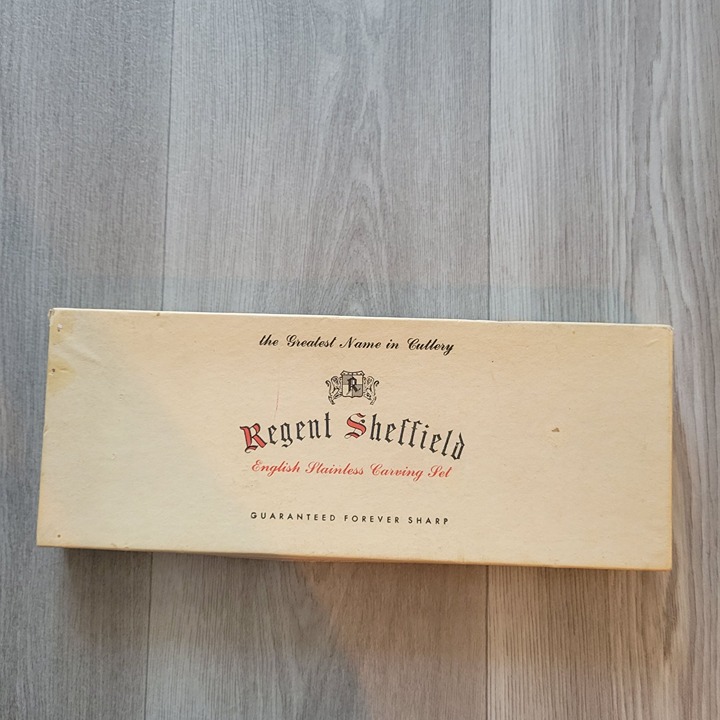 the Greatest Name in Cutlery
R
Regent Sheffield
English Stainless Carving Set
GUARANTEED FOREVER SHARP